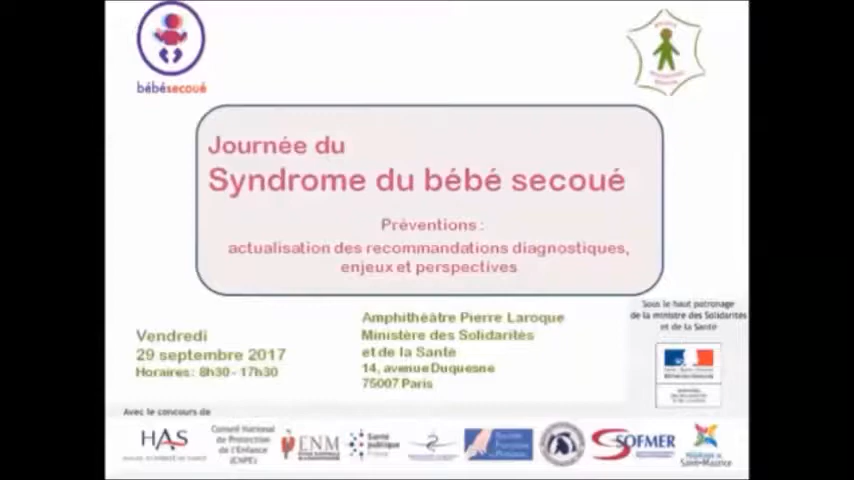 bébésecoué
Journée du
Syndrome du bébé secoué
Préventions :
actualisation des recommandations diagnostiques,
enjeux et perspectives
Vendredi
29 septembre 2017
Horaires : 8h30 - 17h30
Amphithéâtre Pierre Laroque
Ministère des Solidarités
et de la Santé
14, avenue Duquesne
75007 Paris
Sous le haut patronage
de la ministre des Solidarités
et de la Santé
Avec le concours de
HAS
Conseil National
de Protection
de l'Enfance
(CNPE)
ENM
Santé
publique
France
SOFMER
Saint-Maurice